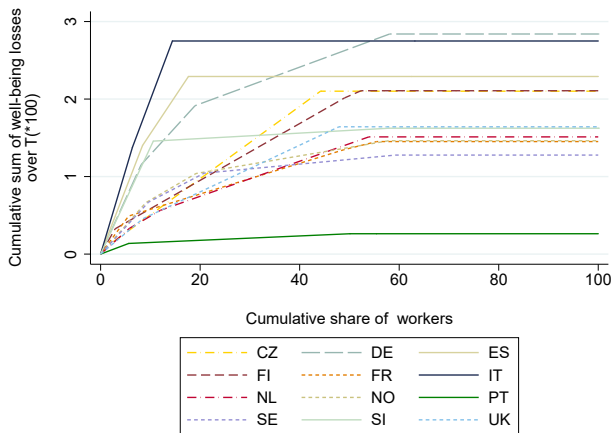 Cumulative sum of well-being losses
over T(*100)
3
2
1
0
0 20 40 60 80 100
Cumulative share of workers
CZ DE ES
FI FR IT
NL NO PT
SE SI UK